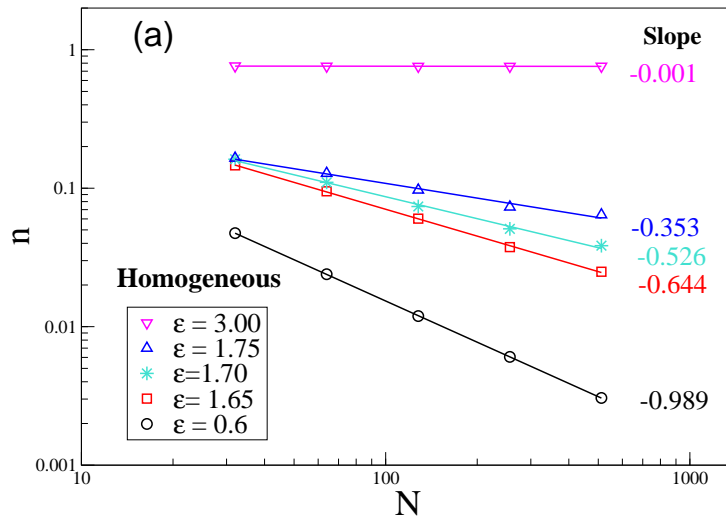 (a)
Slope
1
-0.001
0.1
n
-0.353
-0.526
-0.644
Homogeneous
ε = 3.00
ε = 1.75
ε=1.70
ε = 1.65
ε = 0.6
0.01
-0.989
0.001
10
100
1000
N